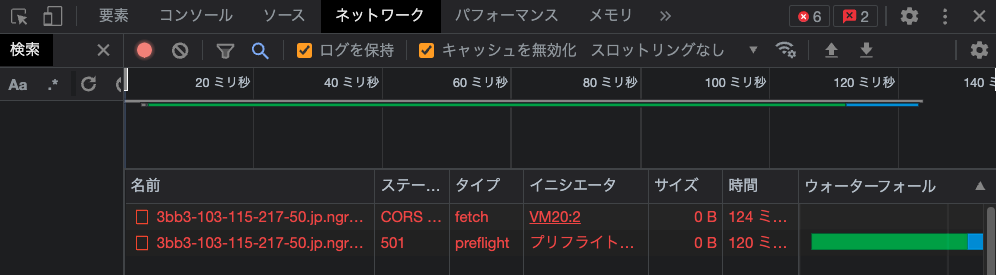 要素 コンソール ソース ネットワーク パフォーマンス メモリ » 6 2
検索 ログを保持 キャッシュを無効化 スロットリングなし
Aa .*
20 ミリ秒 40 ミリ秒 60 ミリ秒 80 ミリ秒 100 ミリ秒 120 ミリ秒 140 ミ
名前 ステー… タイプ イニシエータ サイズ 時間 ウォーターフォール
3bb3-103-115-217-50.jp.ngr… CORS … fetch VM20:2 0 B 124 ミ…
3bb3-103-115-217-50.jp.ngr… 501 preflight プリフライト… 0 B 120 ミ…